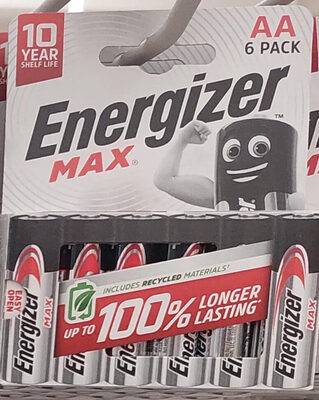 10
YEAR
SHELF LIFE
AA
6 PACK
Energizer™
MAX®
EASY
OPEN
INCLUDES RECYCLED MATERIALS†
UP TO 100% LONGER
LASTING*
Energizer
MAX
Energizer
MAX